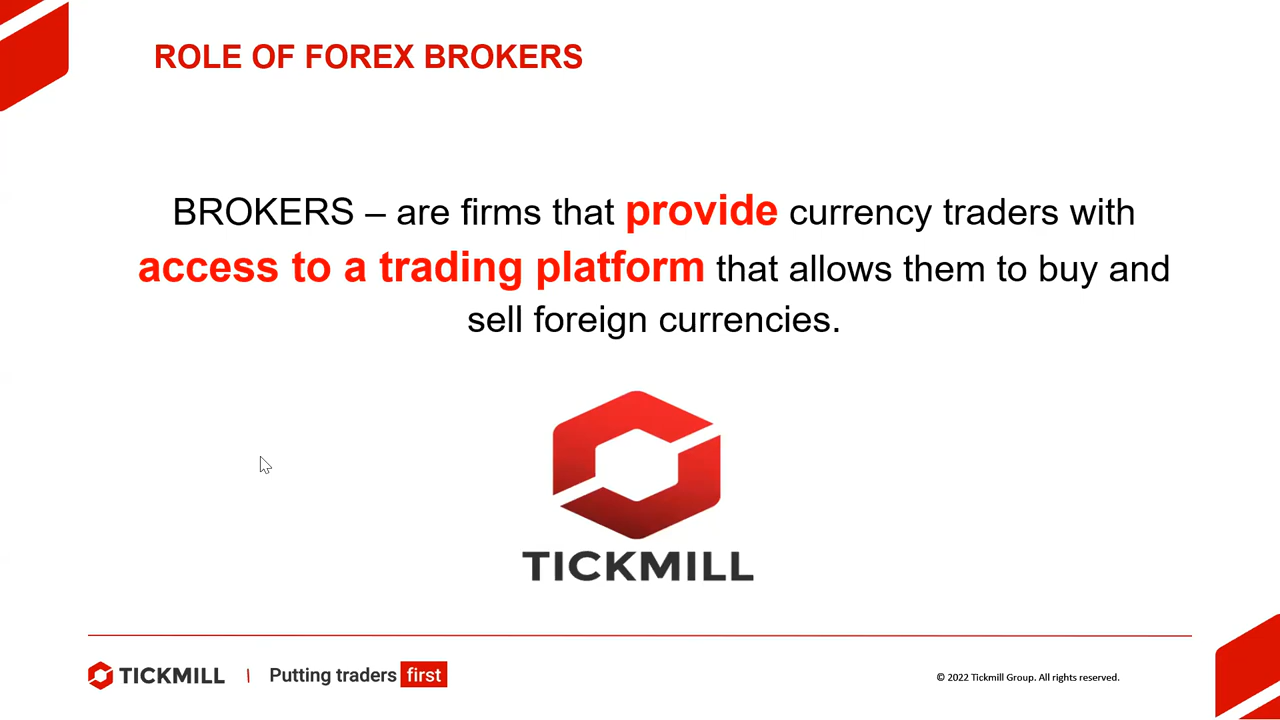 ROLE OF FOREX BROKERS
BROKERS – are firms that provide currency traders with
access to a trading platform that allows them to buy and
sell foreign currencies.
TICKMILL
TICKMILL | Putting traders first
© 2022 Tickmill Group. All rights reserved.